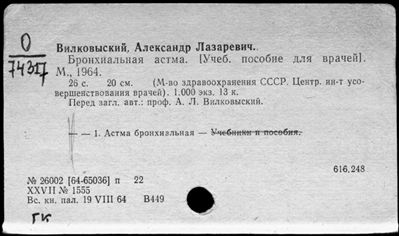 О
74317
Вилковыский, Александр Лазаревич.
Бронхиальная астма. [Учеб. пособие для врачей].
М., 1964.
26 с. 20 см. (М-во здравоохранения СССР. Центр. ин-т усо-
вершенствования врачей). 1.000 экз. 13 к.
Перед загл. авт.: проф. А. Л. Вилковыский.
— — 1. Астма бронхиальная — Учебники и пособия.
616.248
№ 26002 [64-65036] п 22
XXVII № 1555
Вс. кн. пал. 19 VIII 64 В449
ГК